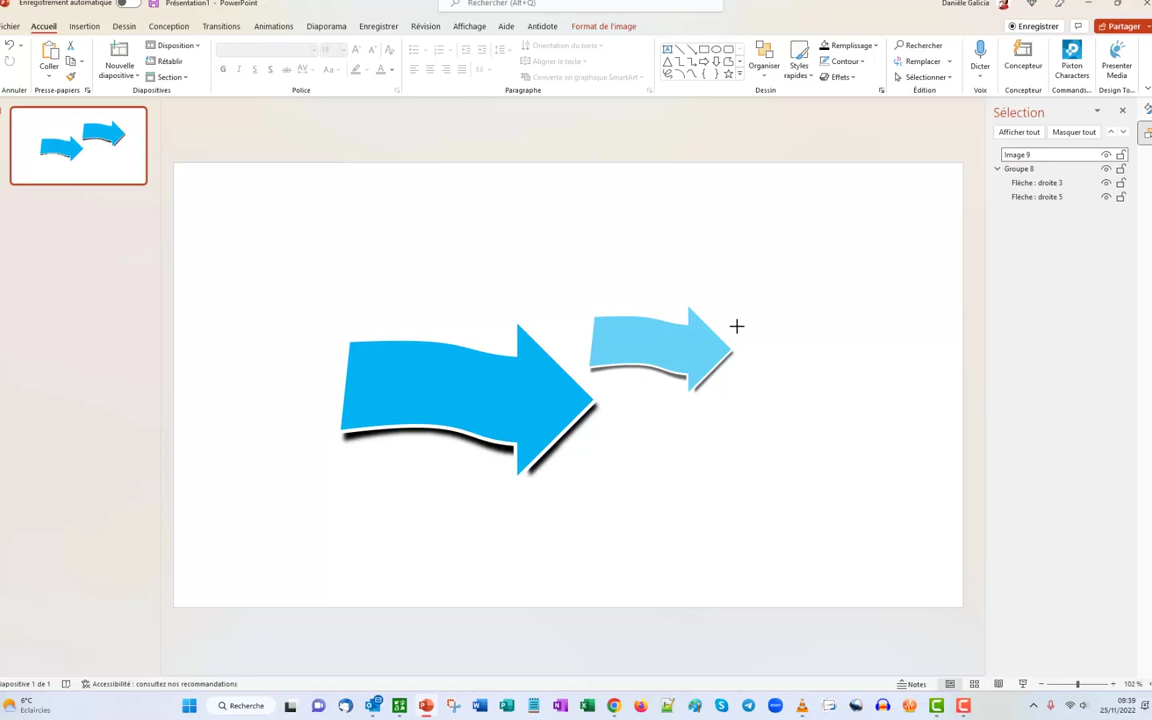 Enregistrement automatique
Présentation1 - PowerPoint
Rechercher (Alt+Q)
Danièle Galicia
Fichier Accueil Insertion Dessin Design Transitions Animations Diaporama Enregistrer Révision Affichage Aide Antidote Format de l'image
Enregistrer
Partager
Coller
Nouvelle diapositive
Disposition
Rétablir
Section
18
G I S S ab
Aa
Orientation du texte
Aligner le texte
Convertir en graphique SmartArt
Organiser
Styles rapides
Remplissage
Contour
Effets
Rechercher
Remplacer
Sélectionner
Dicter
Concepteur
Pixton Characters
Presenter Media
Annuler
Presse-papiers
Diapositives
Police
Paragraphe
Dessin
Édition
Voix
Concepteur
Commands...
Design To...
Sélection
Afficher tout
Masquer tout
Image 9
Groupe 8
Flèche : droite 3
Flèche : droite 5
diapositive 1 de 1
Accessibilité : consultez nos recommandations
Notes
102 %
6°C
Eclaircies
Recherche
09:39
25/11/2022